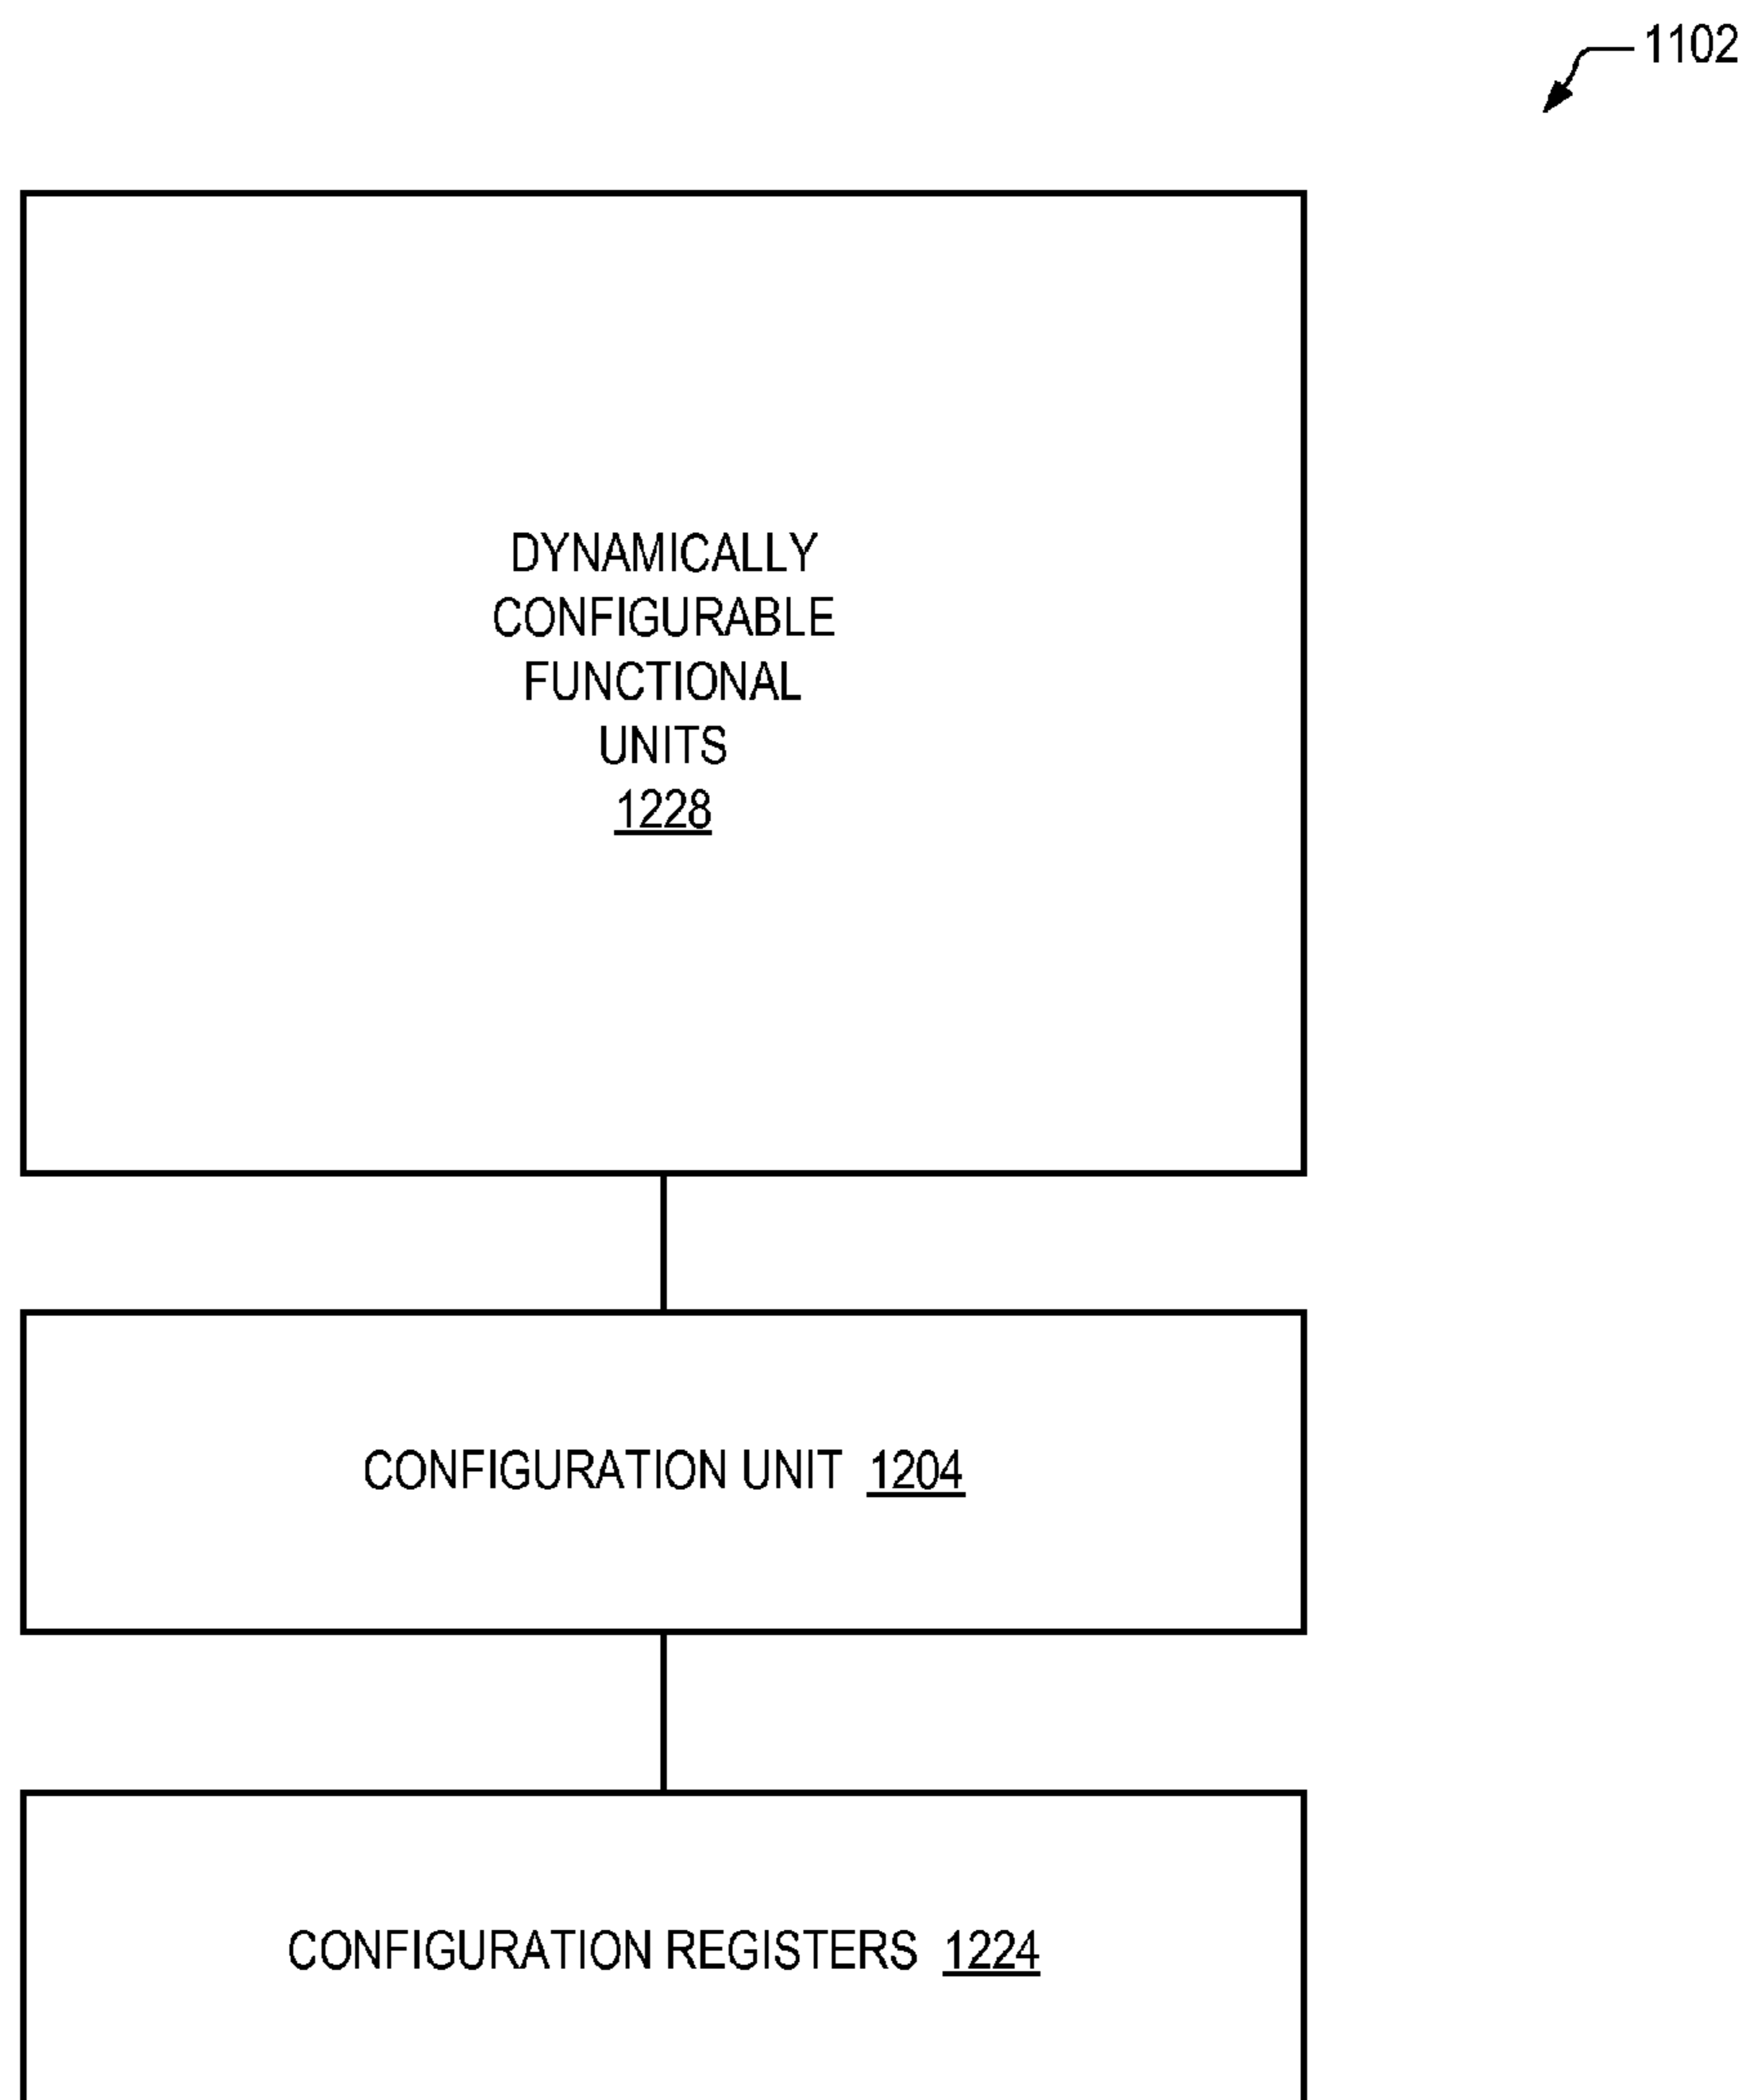 1102
DYNAMICALLY
CONFIGURABLE
FUNCTIONAL
UNITS
1228
CONFIGURATION UNIT 1204
CONFIGURATION REGISTERS 1224